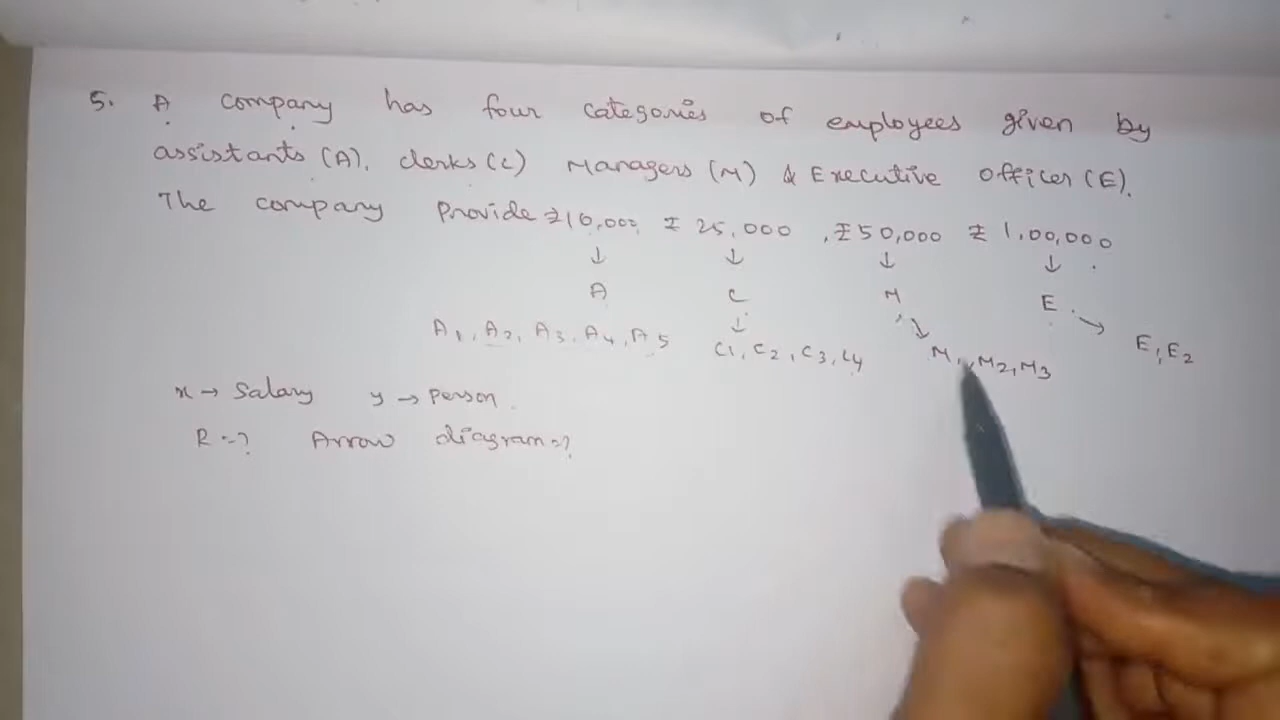 5. A company has four categories of employees given by
assistants (A), clerks (C) Managers (M) & Executive Officer (E).
The company Provide ₹10,000 ₹ 25,000 , ₹50,000 ₹ 1,00,000
↓ ↓ ↓ ↓
A C M E
A1, A2, A3, A4, A5 C1, C2, C3, C4 M1, M2, M3 E1, E2
x → Salary y → Person
R = ? Arrow diagram = ?